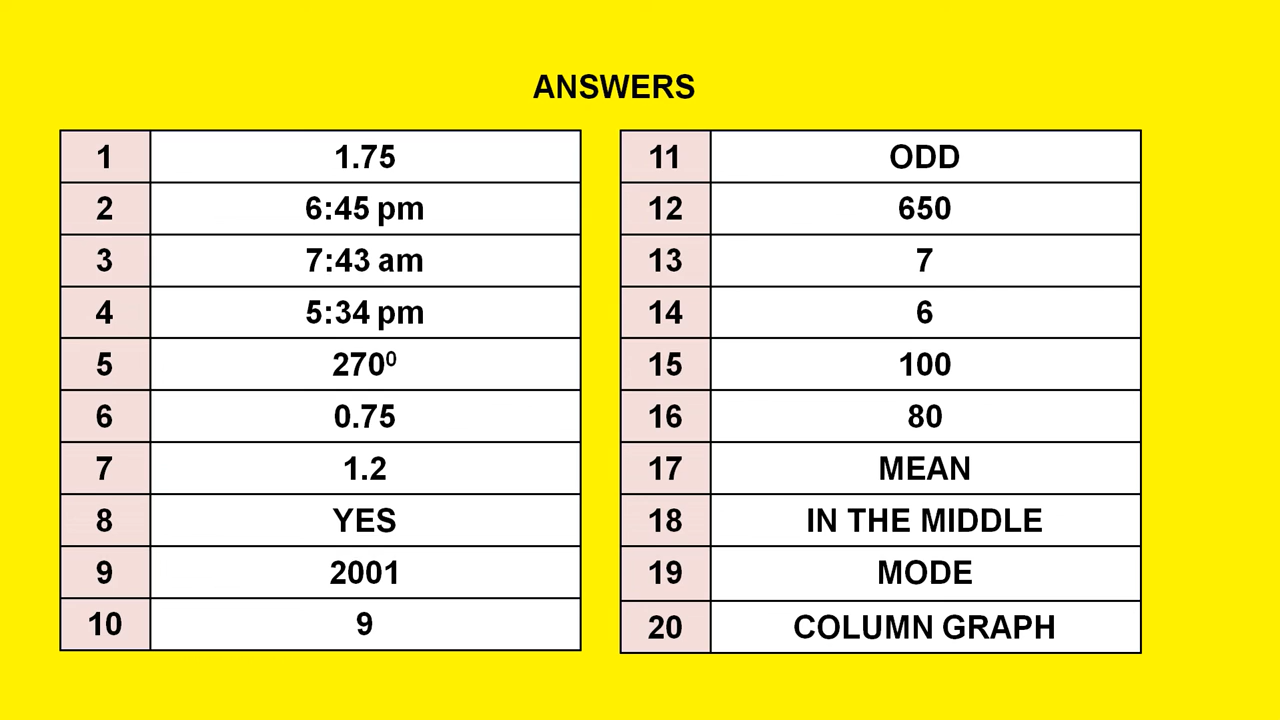 ANSWERS
1 1.75
2 6:45 pm
3 7:43 am
4 5:34 pm
5 270⁰
6 0.75
7 1.2
8 YES
9 2001
10 9
11 ODD
12 650
13 7
14 6
15 100
16 80
17 MEAN
18 IN THE MIDDLE
19 MODE
20 COLUMN GRAPH